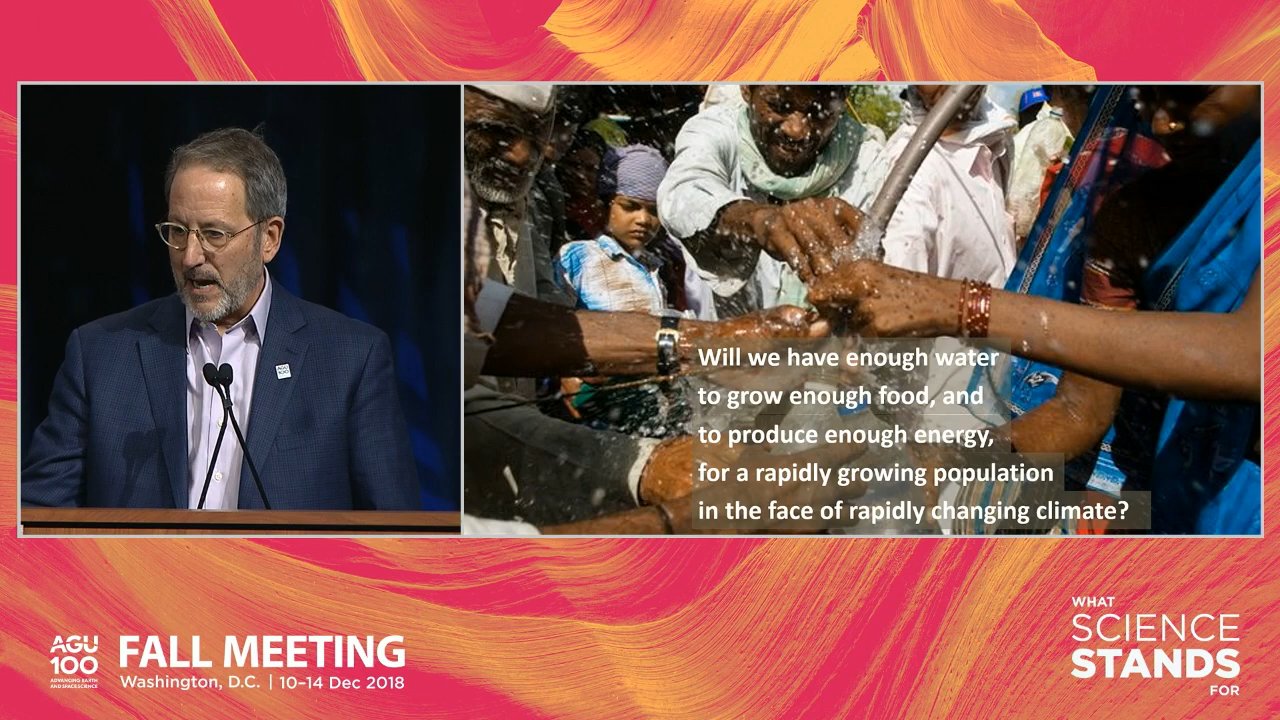 Will we have enough water
to grow enough food, and
to produce enough energy,
for a rapidly growing population
in the face of rapidly changing climate?
AGU
100
ADVANCING EARTH
AND SPACE SCIENCE
FALL MEETING
Washington, D.C. | 10–14 Dec 2018
WHAT
SCIENCE
STANDS
FOR